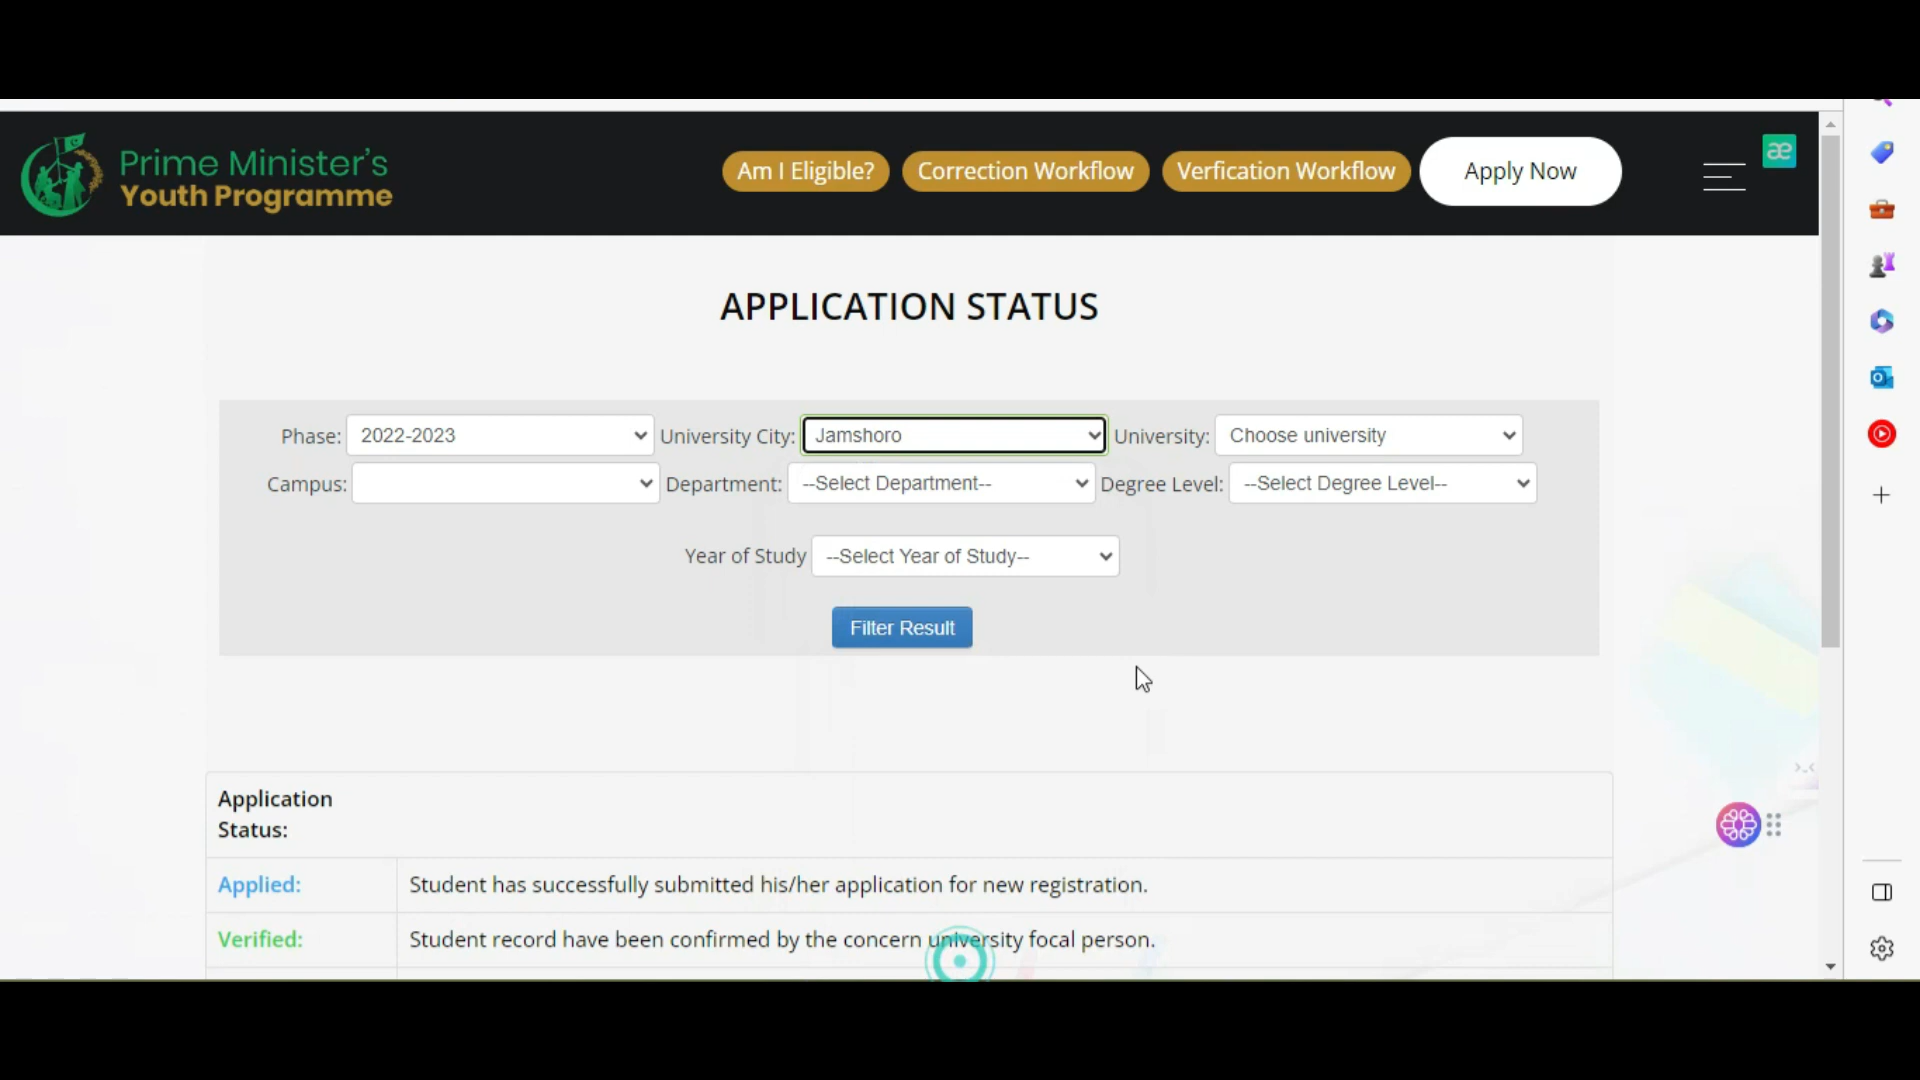 Prime Minister's
Youth Programme
Am I Eligible?
Correction Workflow
Verfication Workflow
Apply Now
æ
APPLICATION STATUS
Phase: 2022-2023 University City: Jamshoro University: Choose university
Campus: Department: --Select Department-- Degree Level: --Select Degree Level--
Year of Study --Select Year of Study--
Filter Result
Application
Status:
Applied: Student has successfully submitted his/her application for new registration.
Verified: Student record have been confirmed by the concern university focal person.